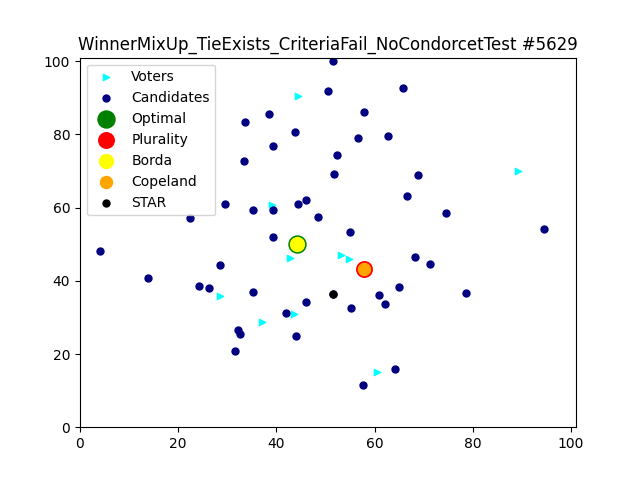 WinnerMixUp_TieExists_CriteriaFail_NoCondorcetTest #5629
Voters
Candidates
Optimal
Plurality
Borda
Copeland
STAR
100
80
60
40
20
0
0 20 40 60 80 100